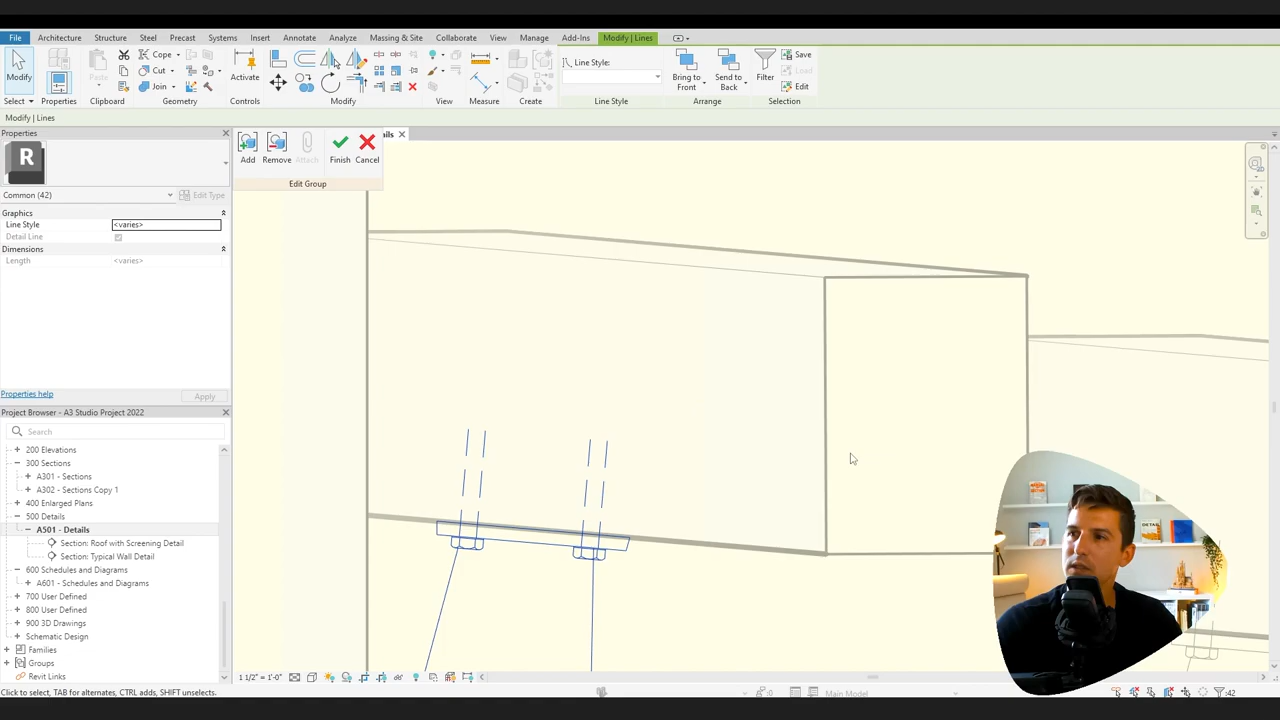 File Architecture Structure Steel Precast Systems Insert Annotate Analyze Massing & Site Collaborate View Manage Add-Ins Modify | Lines
Modify
Select
Properties
Paste
Clipboard
Cope
Cut
Join
Geometry
Activate
Controls
Modify
View
Measure
Create
Line Style:
Line Style
Bring to Front
Send to Back
Arrange
Filter
Save
Load
Edit
Selection
Modify | Lines
Properties
R
Common (42)
Edit Type
Graphics
Line Style <varies>
Detail Line
Dimensions
Length <varies>
Properties help
Apply
ails
Add Remove Attach Finish Cancel
Edit Group
Project Browser - A3 Studio Project 2022
Search
200 Elevations
300 Sections
A301 - Sections
A302 - Sections Copy 1
400 Enlarged Plans
500 Details
A501 - Details
Section: Roof with Screening Detail
Section: Typical Wall Detail
600 Schedules and Diagrams
A601 - Schedules and Diagrams
700 User Defined
800 User Defined
900 3D Drawings
Schematic Design
Families
Groups
Revit Links
1 1/2" = 1'-0"
Click to select, TAB for alternates, CTRL adds, SHIFT unselects.
:0
Main Model
:42